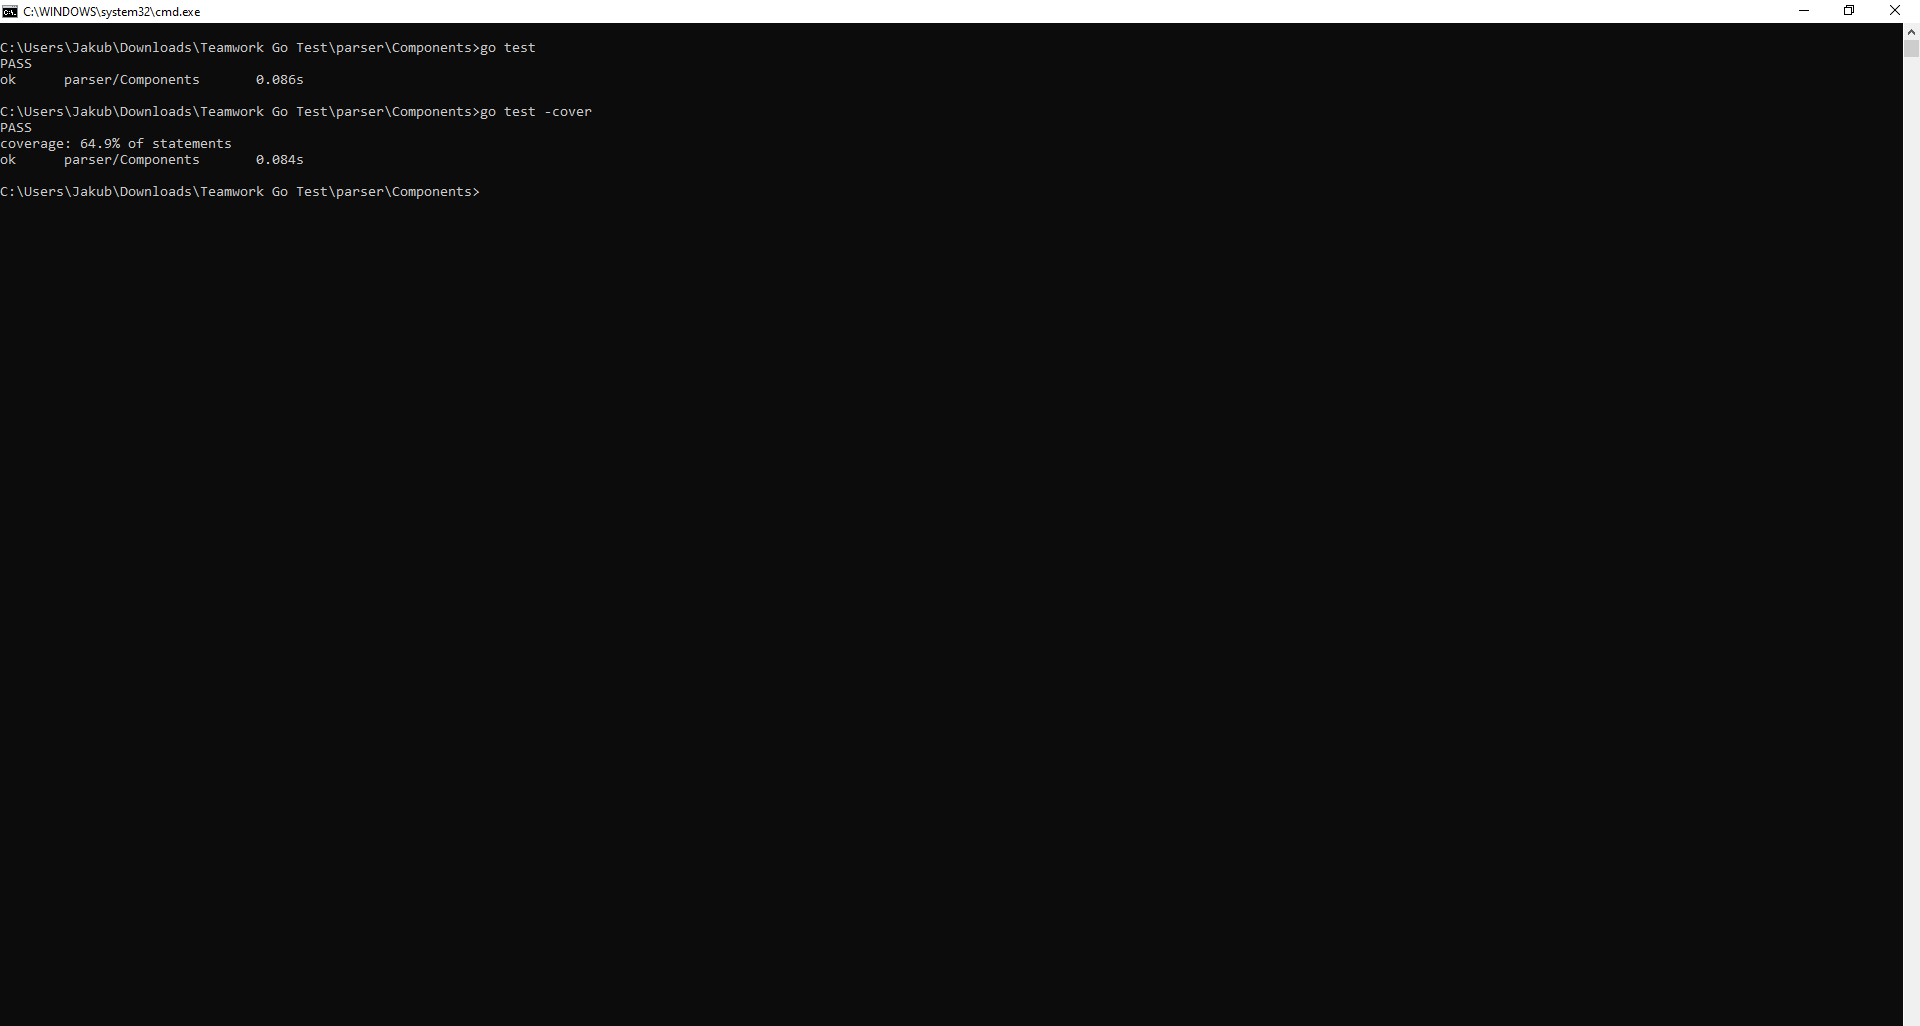 C:\WINDOWS\system32\cmd.exe
C:\Users\Jakub\Downloads\Teamwork Go Test\parser\Components>go test
PASS
ok      parser/Components       0.086s
C:\Users\Jakub\Downloads\Teamwork Go Test\parser\Components>go test -cover
PASS
coverage: 64.9% of statements
ok      parser/Components       0.084s
C:\Users\Jakub\Downloads\Teamwork Go Test\parser\Components>